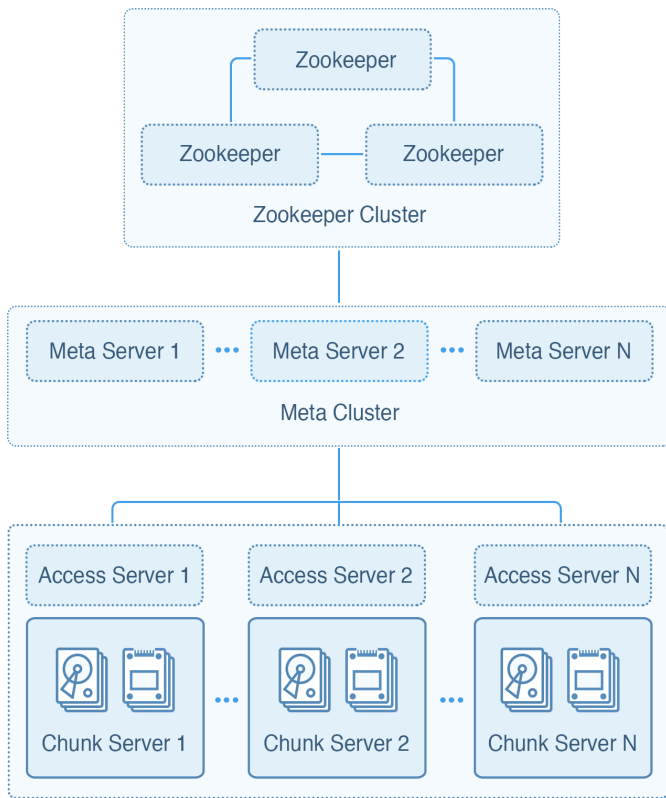 Zookeeper
Zookeeper
Zookeeper
Zookeeper Cluster
Meta Server 1
Meta Server 2
Meta Server N
Meta Cluster
Access Server 1
Access Server 2
Access Server N
Chunk Server 1
Chunk Server 2
Chunk Server N